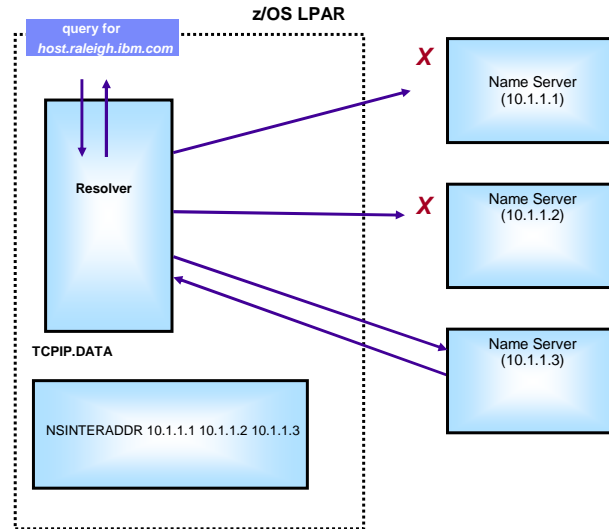 z/OS LPAR
query for
host.raleigh.ibm.com
X
Name Server
(10.1.1.1)
Resolver
X
Name Server
(10.1.1.2)
Name Server
(10.1.1.3)
TCPIP.DATA
NSINTERADDR 10.1.1.1 10.1.1.2 10.1.1.3